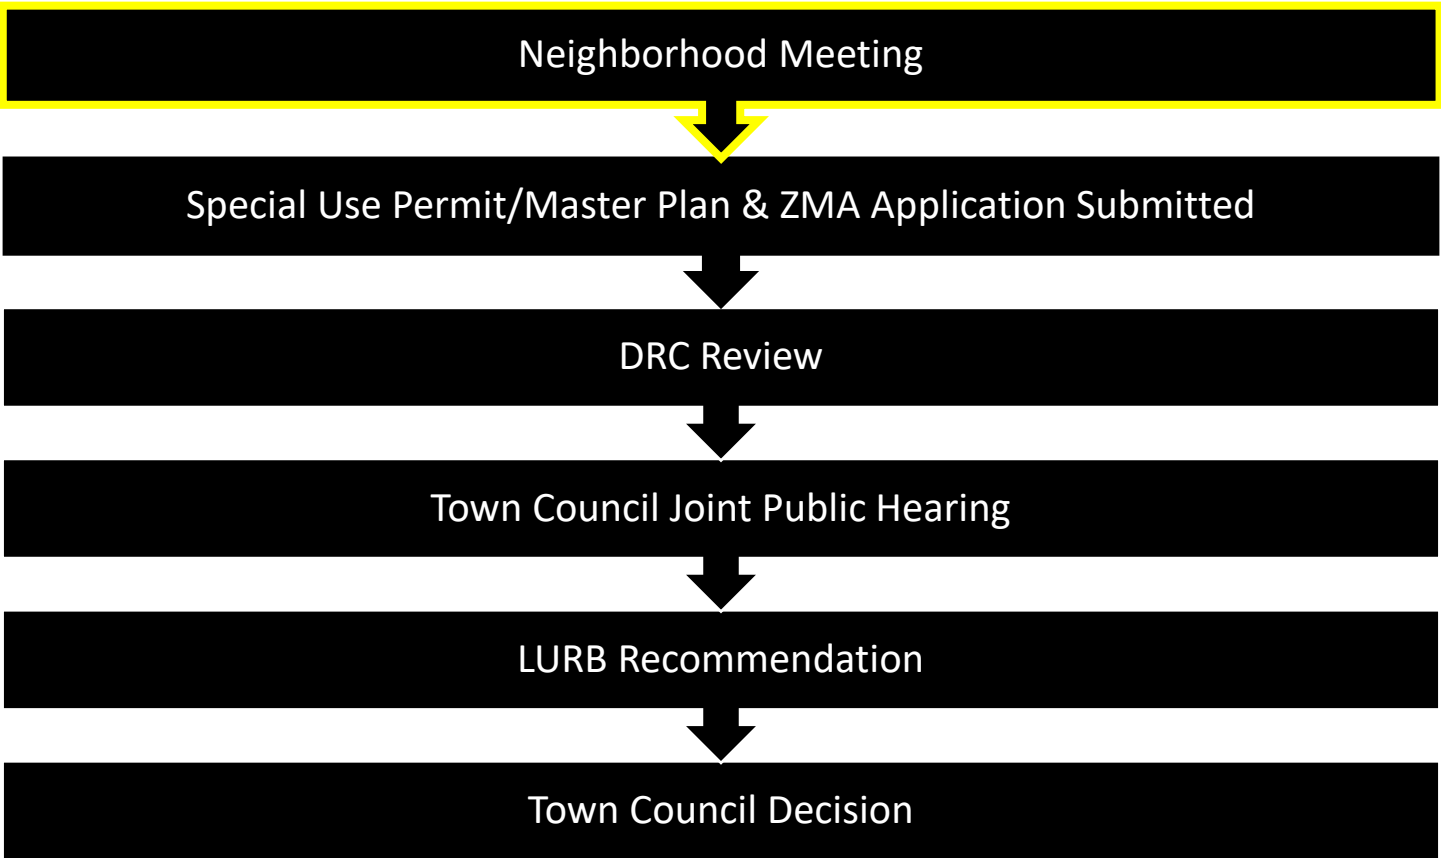 Neighborhood Meeting
Special Use Permit/Master Plan & ZMA Application Submitted
DRC Review
Town Council Joint Public Hearing
LURB Recommendation
Town Council Decision